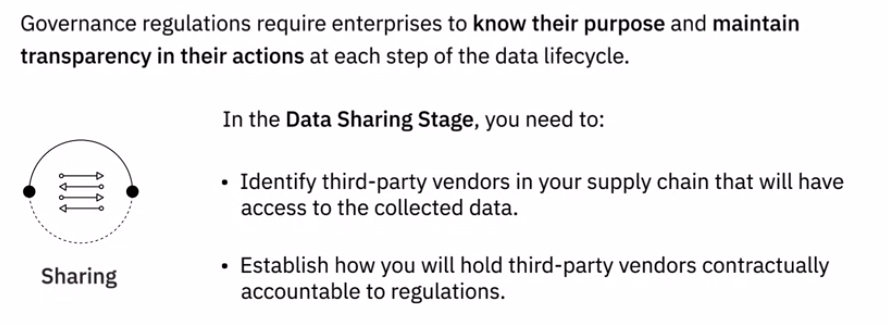 Governance regulations require enterprises to know their purpose and maintain
transparency in their actions at each step of the data lifecycle.
In the Data Sharing Stage, you need to:
• Identify third-party vendors in your supply chain that will have
access to the collected data.
Sharing
• Establish how you will hold third-party vendors contractually
accountable to regulations.